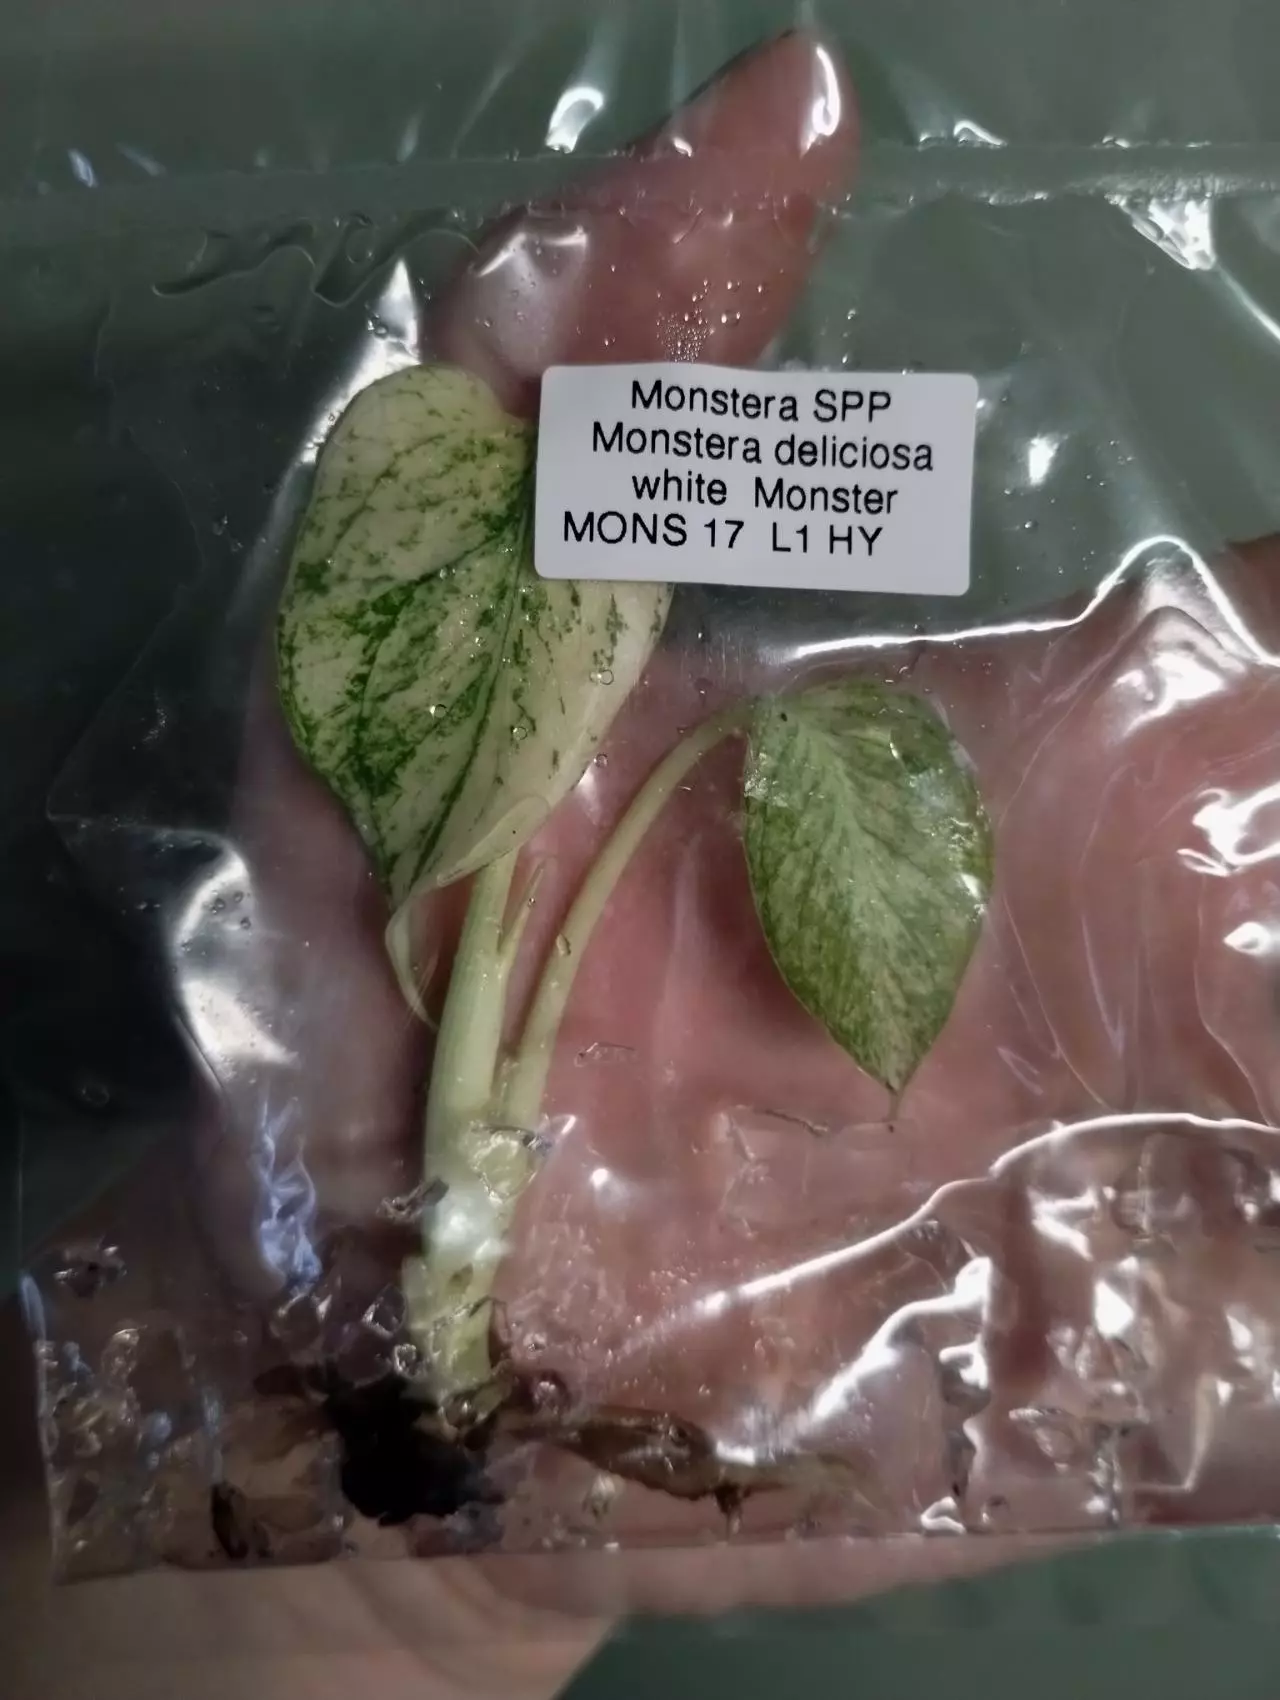 Monstera SPP
Monstera deliciosa
white Monster
MONS 17 L1 HY